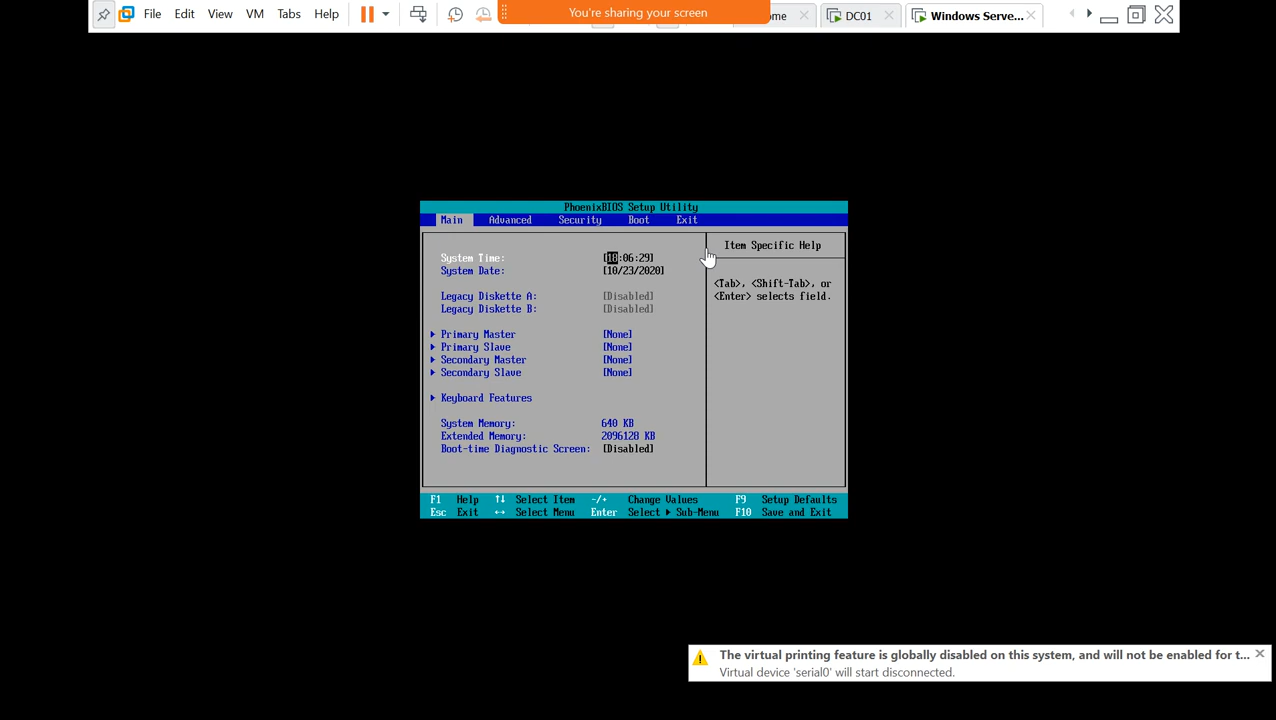 File Edit View VM Tabs Help You're sharing your screen ome DC01 Windows Serve...
PhoenixBIOS Setup Utility
Main Advanced Security Boot Exit
Item Specific Help
System Time: [18:06:29]
System Date: [10/23/2020]
<Tab>, <Shift-Tab>, or
<Enter> selects field.
Legacy Diskette A: [Disabled]
Legacy Diskette B: [Disabled]
Primary Master [None]
Primary Slave [None]
Secondary Master [None]
Secondary Slave [None]
Keyboard Features
System Memory: 640 KB
Extended Memory: 2096128 KB
Boot-time Diagnostic Screen: [Disabled]
F1 Help ↑↓ Select Item -/+ Change Values F9 Setup Defaults
Esc Exit ↔ Select Menu Enter Select ▶ Sub-Menu F10 Save and Exit
The virtual printing feature is globally disabled on this system, and will not be enabled for t...
Virtual device 'serial0' will start disconnected.